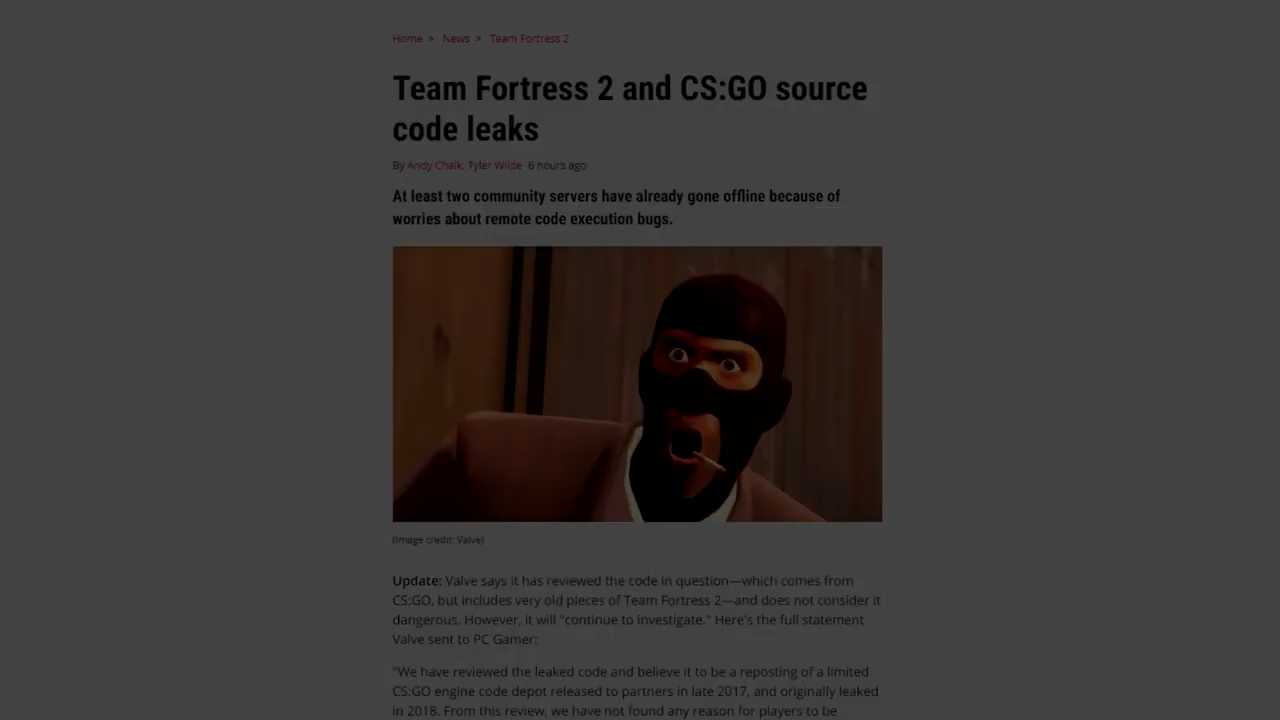 Home > News > Team Fortress 2
Team Fortress 2 and CS:GO source
code leaks
By Andy Chalk, Tyler Wilde 6 hours ago
At least two community servers have already gone offline because of
worries about remote code execution bugs.
(Image credit: Valve)
Update: Valve says it has reviewed the code in question—which comes from
CS:GO, but includes very old pieces of Team Fortress 2—and does not consider it
dangerous. However, it will "continue to investigate." Here's the full statement
Valve sent to PC Gamer:
"We have reviewed the leaked code and believe it to be a reposting of a limited
CS:GO engine code depot released to partners in late 2017, and originally leaked
in 2018. From this review, we have not found any reason for players to be